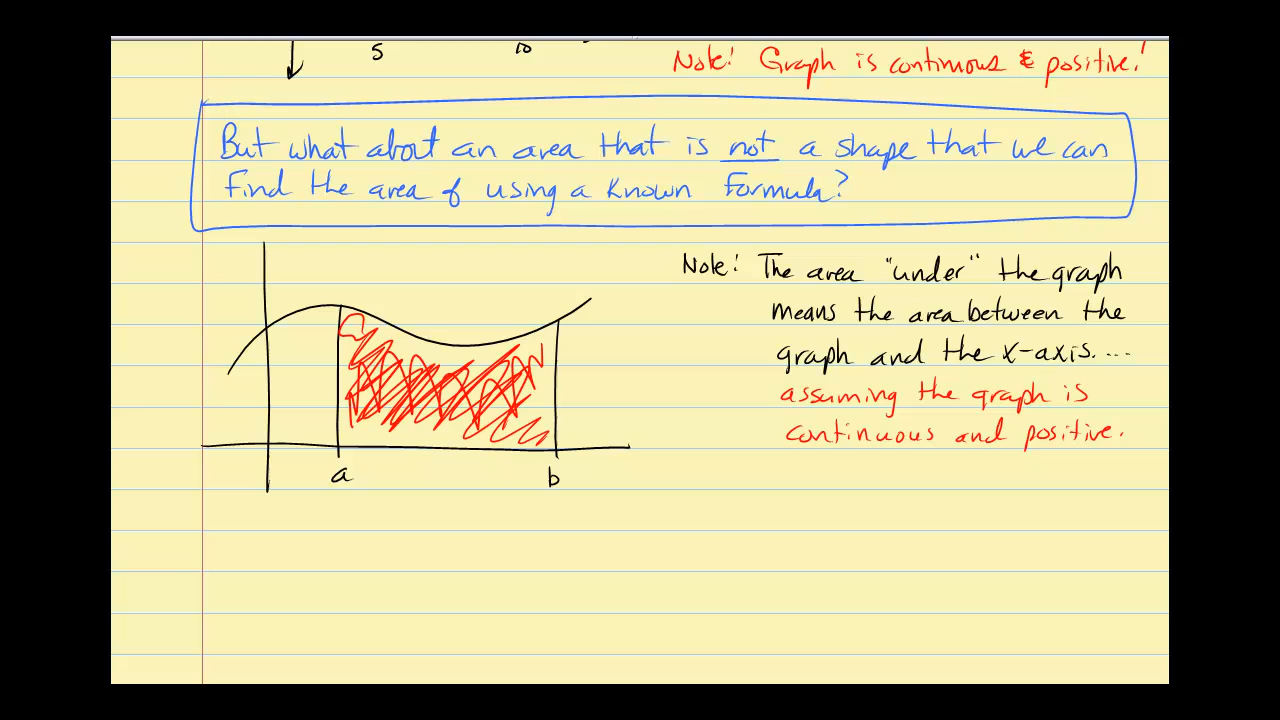 5 10
Note! Graph is continuous & positive!
But what about an area that is not a shape that we can
find the area of using a known formula?
Note! The area "under" the graph
means the area between the
graph and the x-axis....
assuming the graph is
continuous and positive.
a b